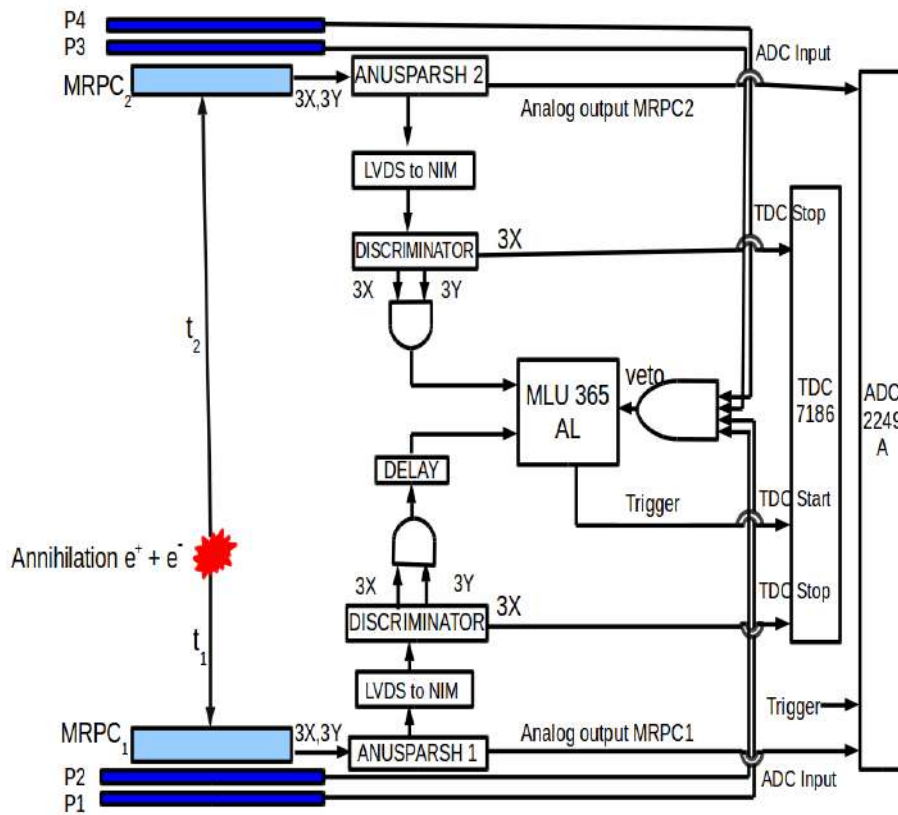 P4
P3
ADC Input
MRPC2
3X,3Y
ANUSPARSH 2
Analog output MRPC2
LVDS to NIM
TDC Stop
DISCRIMINATOR
3X
3X
3Y
t2
MLU 365
AL
veto
TDC
7186
ADC
2249
A
DELAY
Trigger
TDC Start
Annihilation e+ + e-
3X
3Y
TDC Stop
DISCRIMINATOR
3X
t1
LVDS to NIM
Trigger
MRPC1
3X,3Y
ANUSPARSH 1
Analog output MRPC1
P2
ADC Input
P1